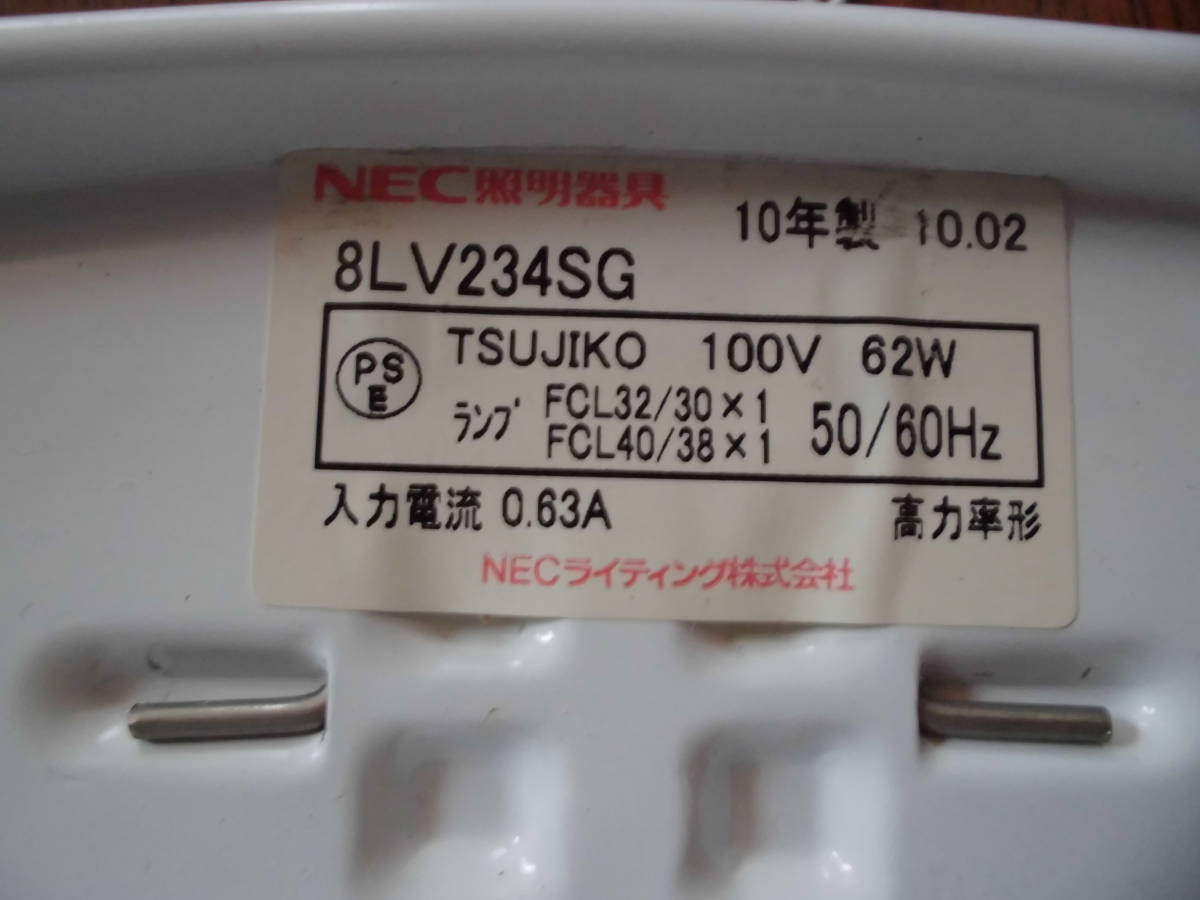 NEC照明器具
10年製 10.02
8LV234SG
PSE TSUJIKO 100V 62W
ランプ FCL32/30×1
FCL40/38×1
50/60Hz
入力電流 0.63A 高力率形
NECライティング株式会社